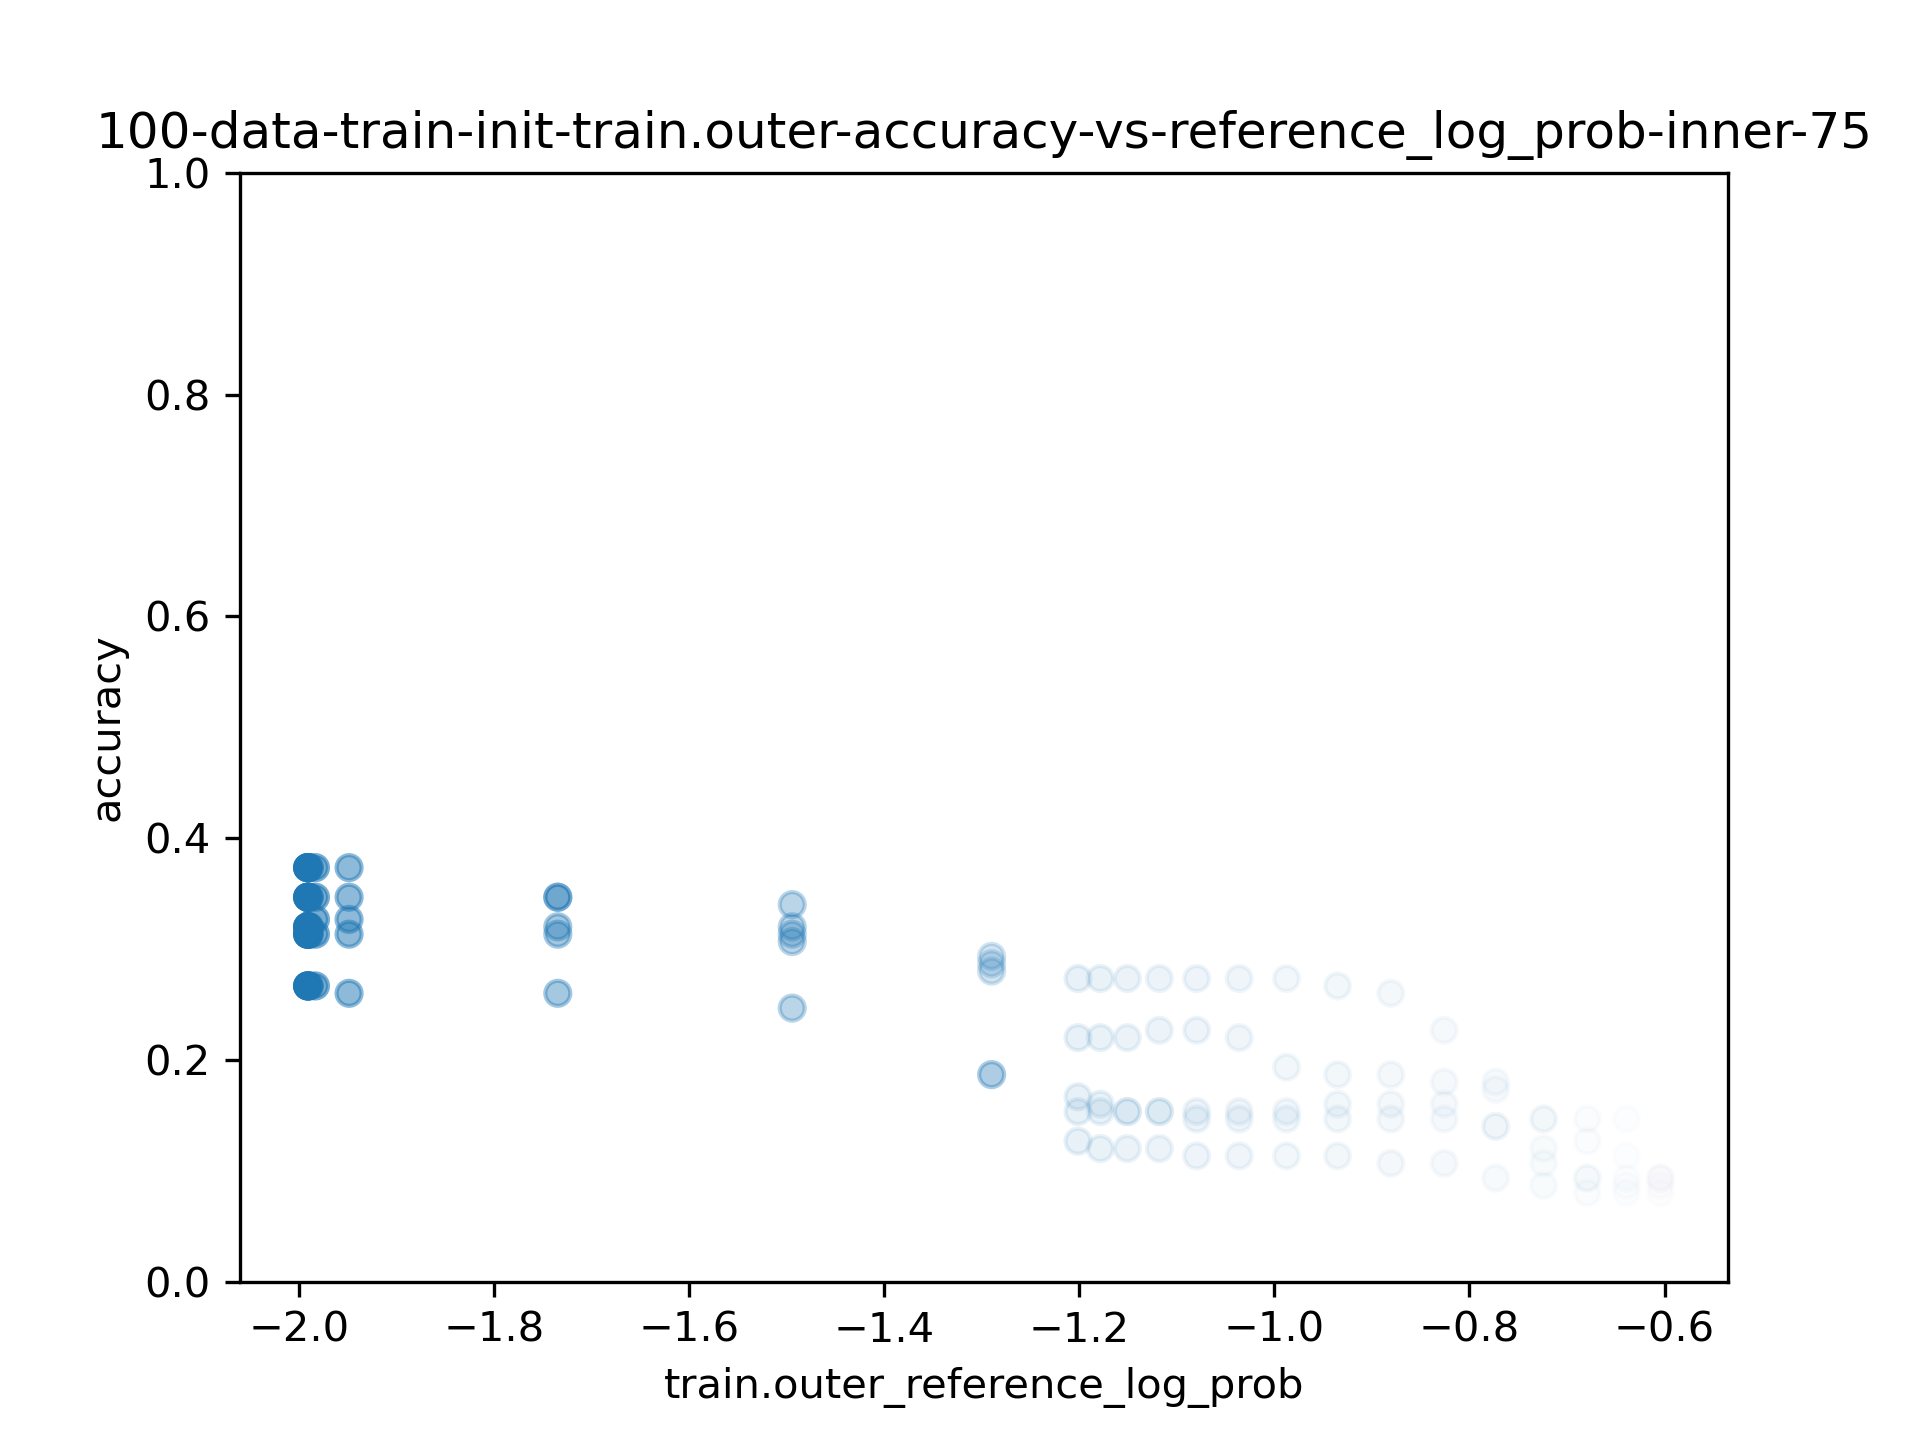 100-data-train-init-train.outer-accuracy-vs-reference_log_prob-inner-75
1.0
0.8
0.6
0.4
0.2
0.0
accuracy
−2.0 −1.8 −1.6 −1.4 −1.2 −1.0 −0.8 −0.6
train.outer_reference_log_prob